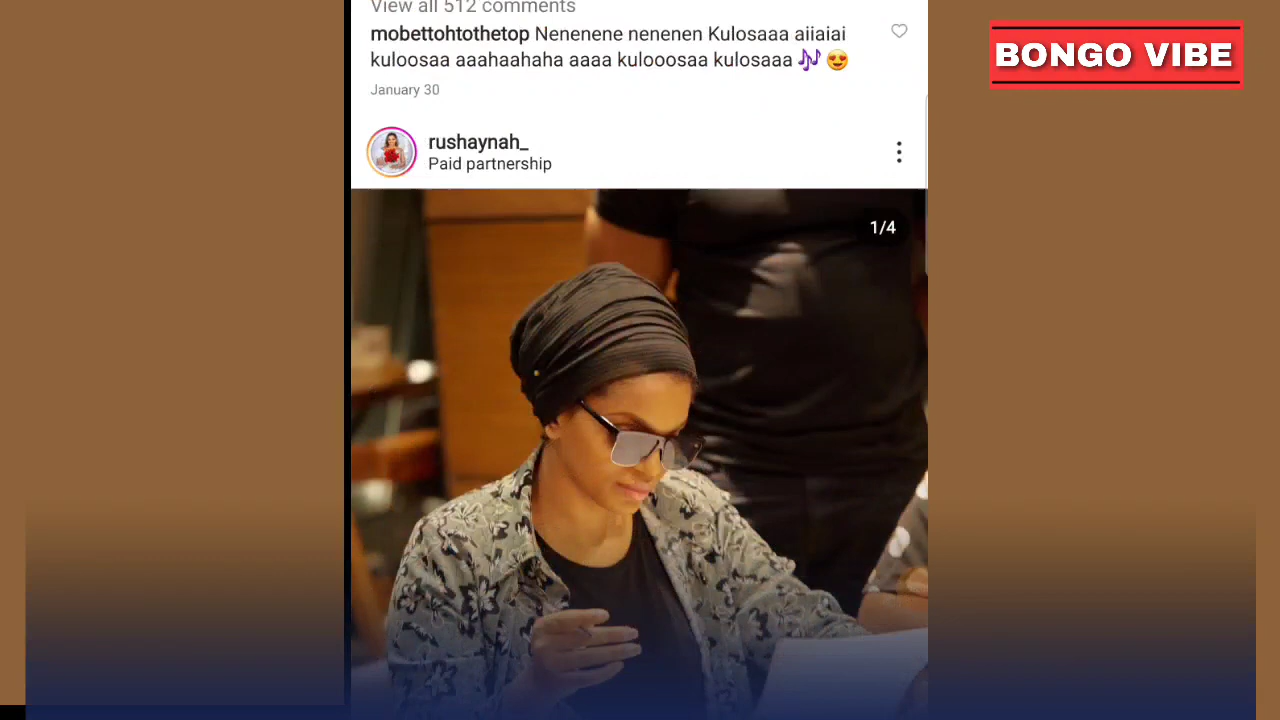 View all 512 comments
mobettohtothetop Nenenene nenenen Kulosaaa aiiaiai
kuloosaa aaahaahaha aaaa kulooosaa kulosaaa 🎶 😍
January 30
BONGO VIBE
rushaynah_
Paid partnership
1/4